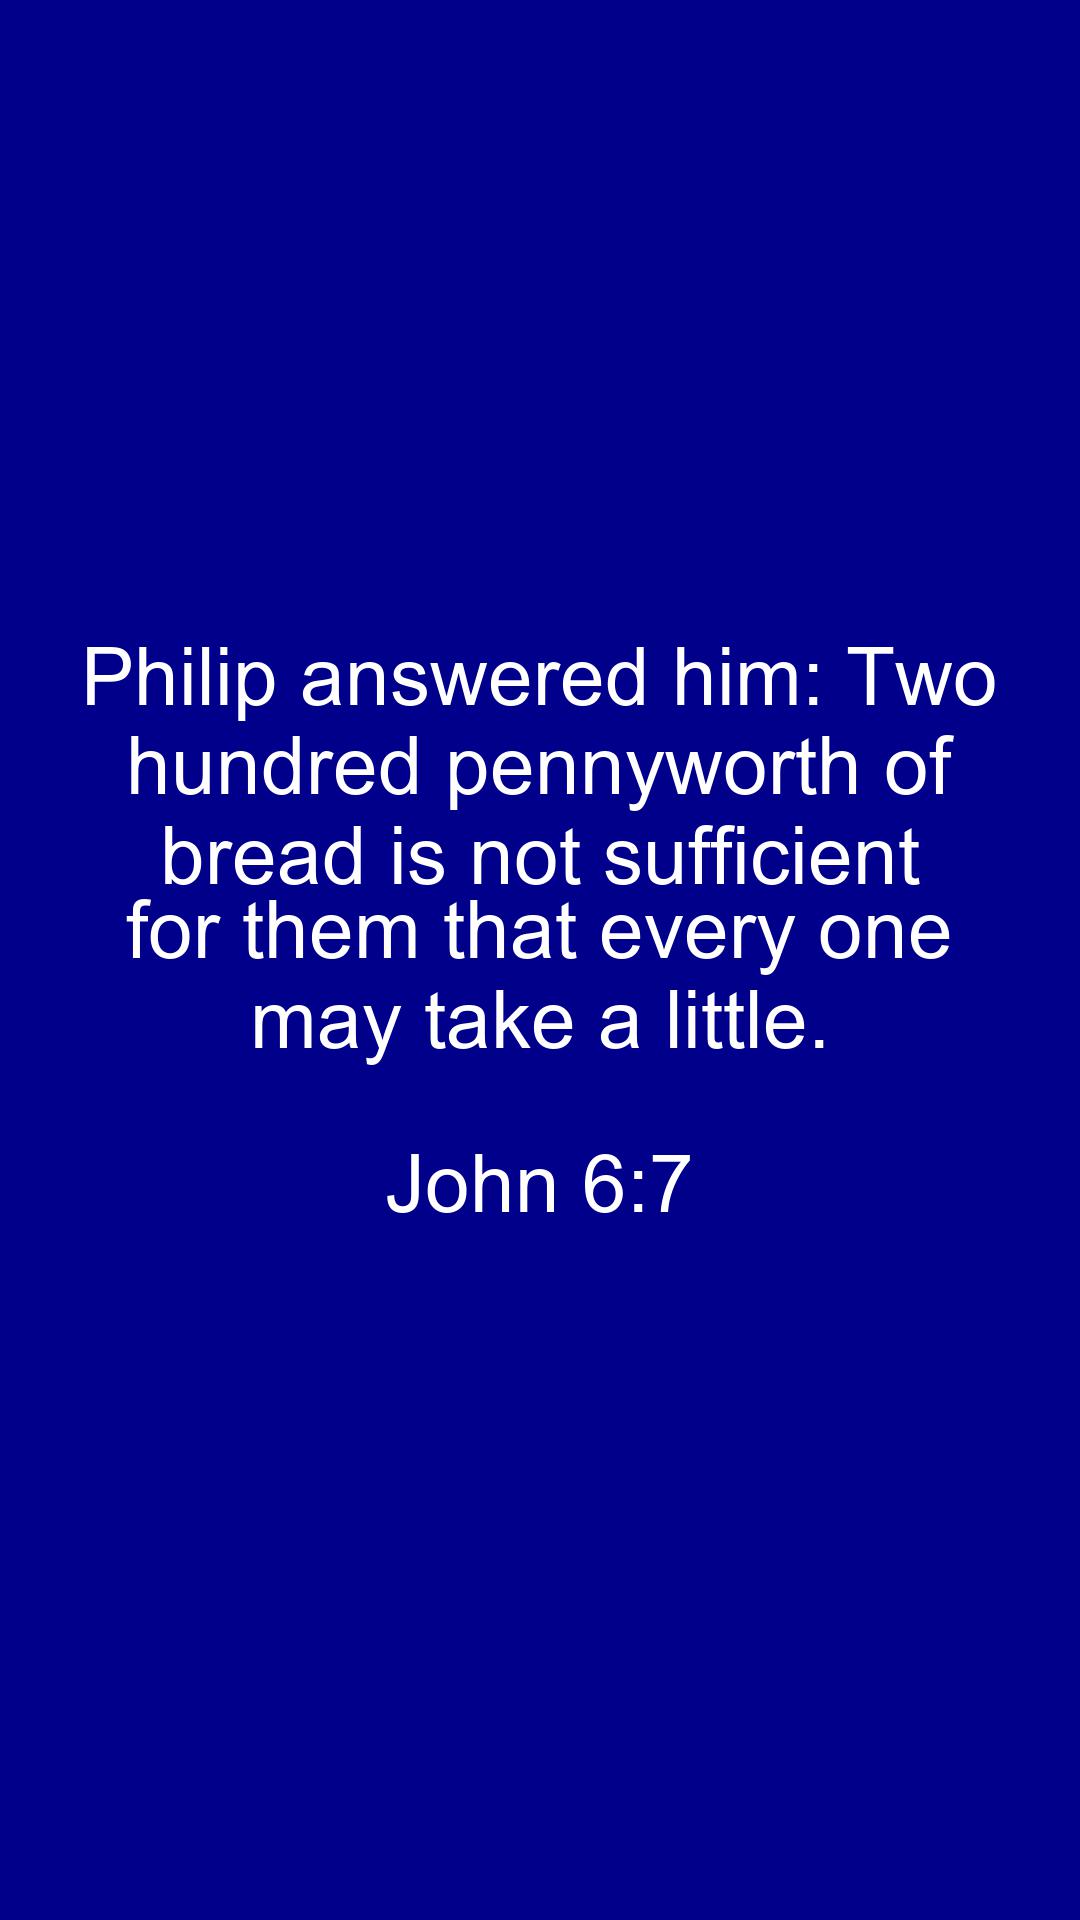 Philip answered him: Two
hundred pennyworth of
bread is not sufficient
for them that every one
may take a little.
John 6:7